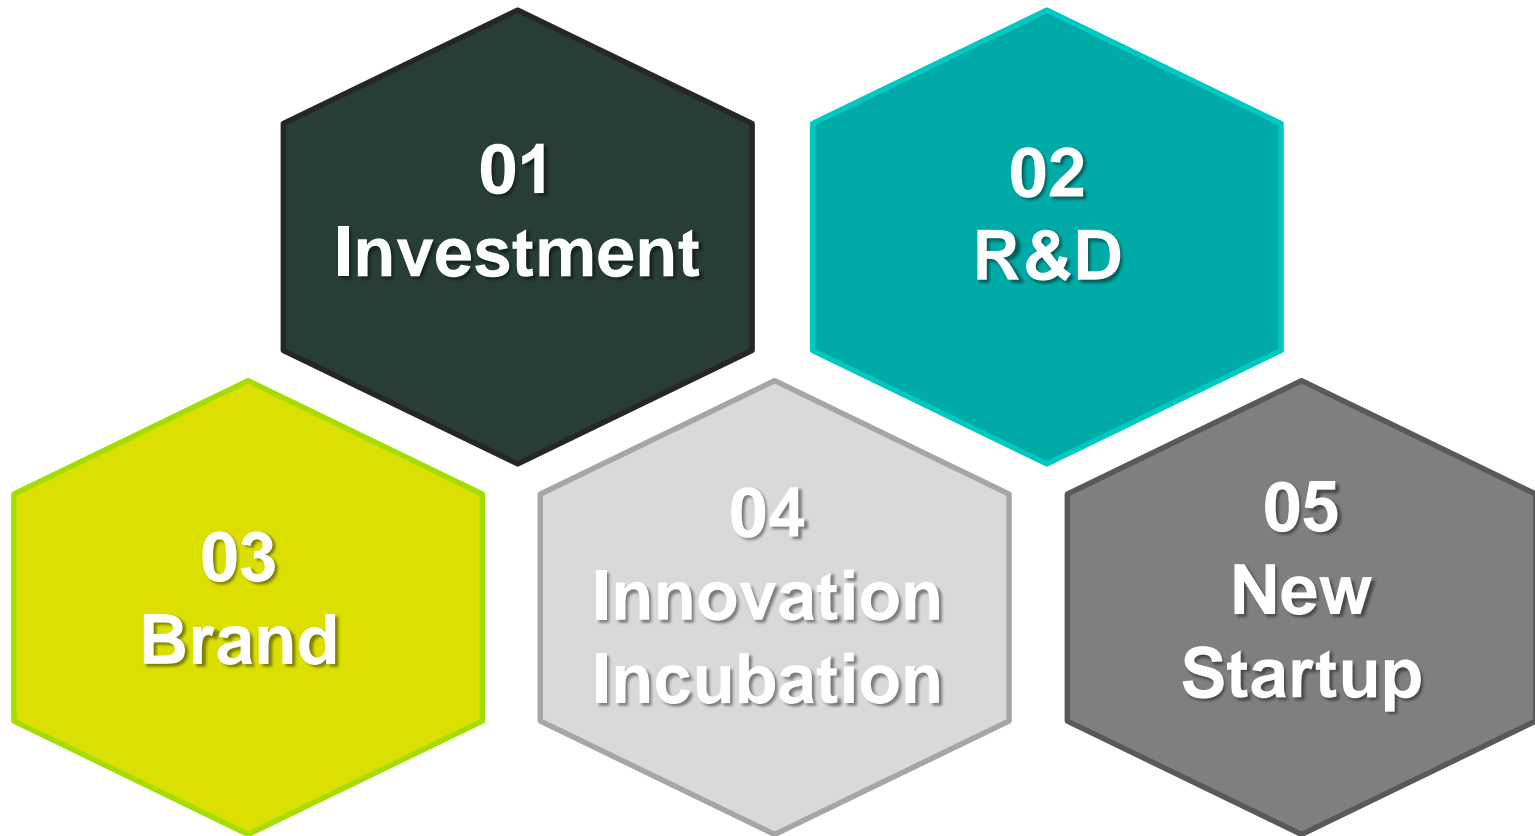 01
Investment
02
R&D
03
Brand
04
Innovation
Incubation
05
New
Startup